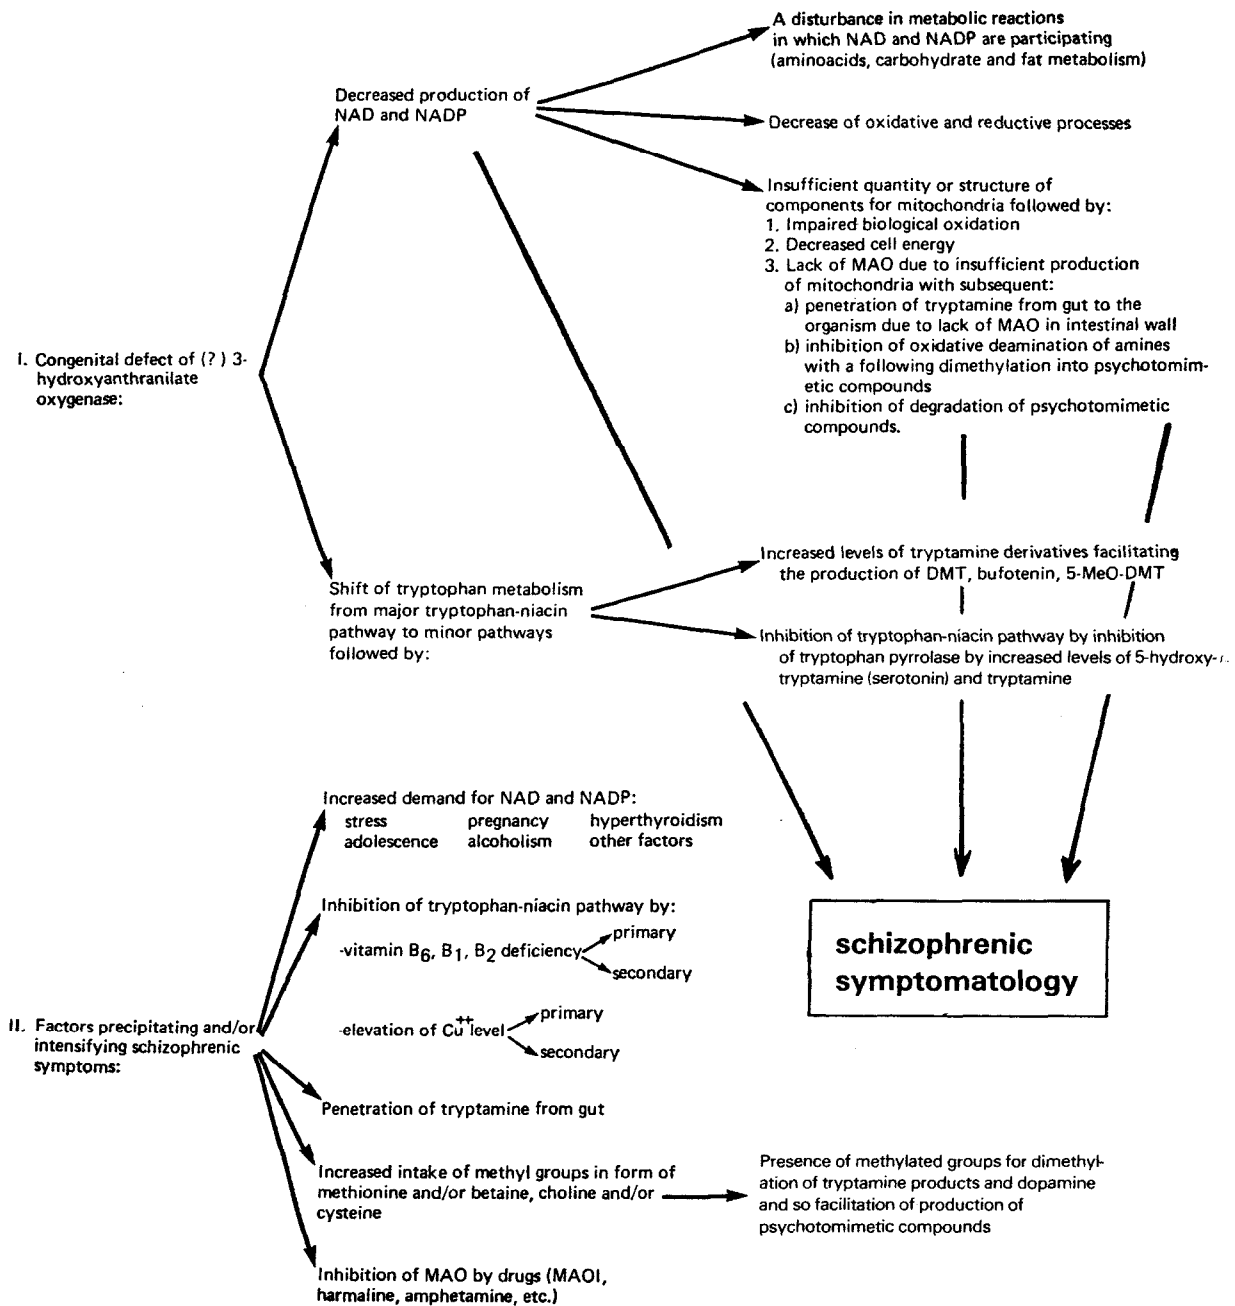 A disturbance in metabolic reactions
in which NAD and NADP are participating
(aminoacids, carbohydrate and fat metabolism)
Decreased production of
NAD and NADP
Decrease of oxidative and reductive processes
Insufficient quantity or structure of
components for mitochondria followed by:
1. Impaired biological oxidation
2. Decreased cell energy
3. Lack of MAO due to insufficient production
of mitochondria with subsequent:
a) penetration of tryptamine from gut to the
organism due to lack of MAO in intestinal wall
b) inhibition of oxidative deamination of amines
with a following dimethylation into psychotomim-
etic compounds
c) inhibition of degradation of psychotomimetic
compounds.
I. Congenital defect of (?) 3-
hydroxyanthranilate
oxygenase:
Shift of tryptophan metabolism
from major tryptophan-niacin
pathway to minor pathways
followed by:
Increased levels of tryptamine derivatives facilitating
the production of DMT, bufotenin, 5-MeO-DMT
Inhibition of tryptophan-niacin pathway by inhibition
of tryptophan pyrrolase by increased levels of 5-hydroxy-
tryptamine (serotonin) and tryptamine
Increased demand for NAD and NADP:
stress pregnancy hyperthyroidism
adolescence alcoholism other factors
Inhibition of tryptophan-niacin pathway by:
-vitamin B6, B1, B2 deficiency
primary
secondary
-elevation of Cu++ level
primary
secondary
schizophrenic
symptomatology
II. Factors precipitating and/or
intensifying schizophrenic
symptoms:
Penetration of tryptamine from gut
Increased intake of methyl groups in form of
methionine and/or betaine, choline and/or
cysteine
Presence of methylated groups for dimethyl-
ation of tryptamine products and dopamine
and so facilitation of production of
psychotomimetic compounds
Inhibition of MAO by drugs (MAOI,
harmaline, amphetamine, etc.)